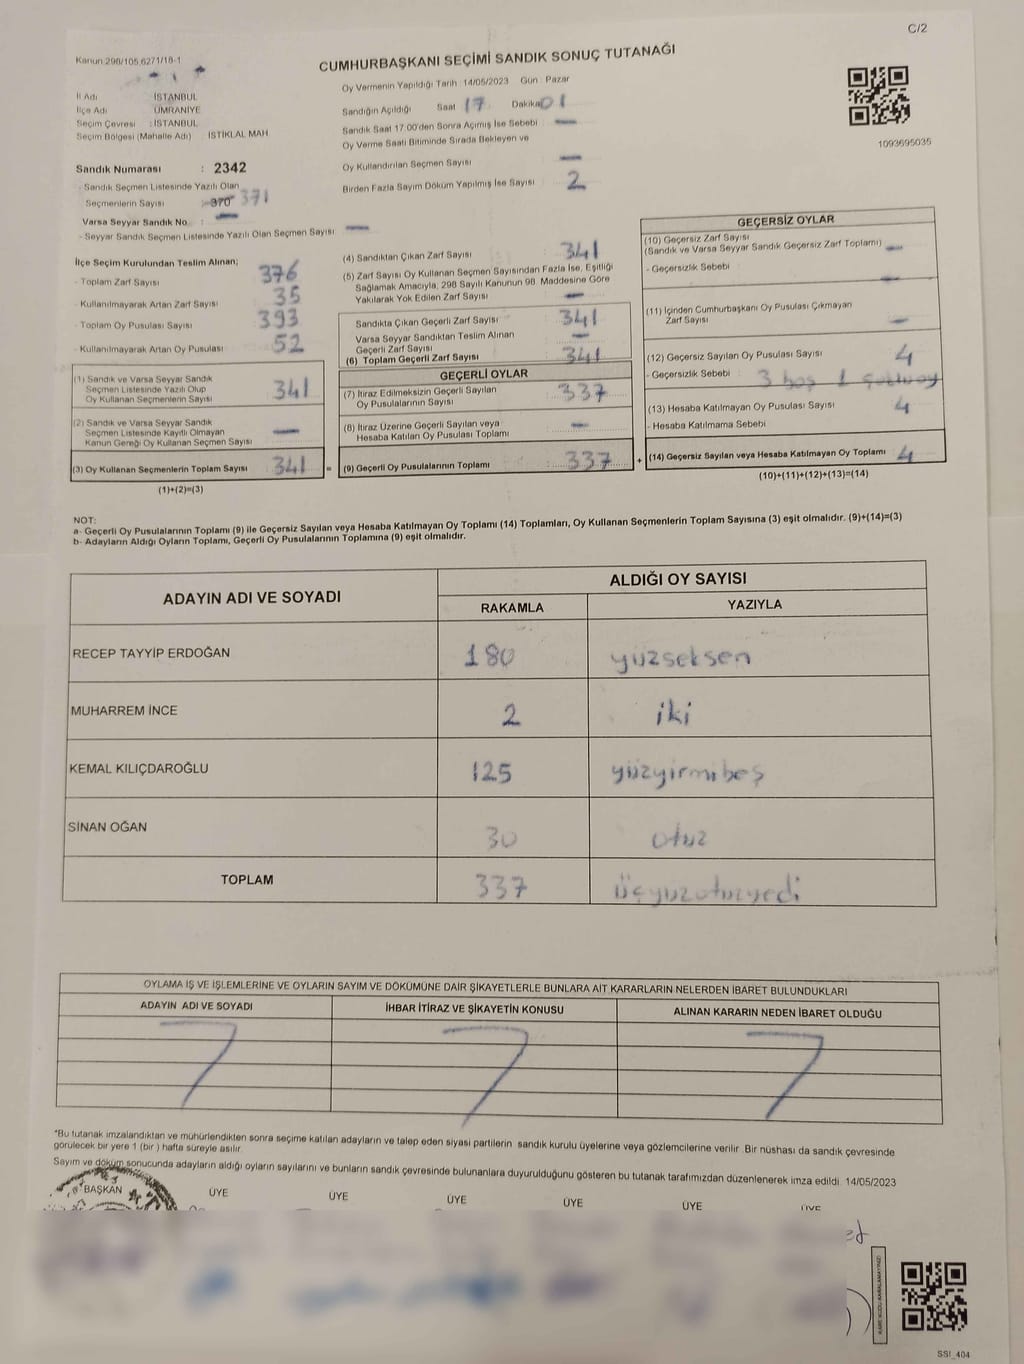 C/2
Kanun 298/105,6271/18-1
CUMHURBAŞKANI SEÇİMİ SANDIK SONUÇ TUTANAĞI
Oy Vermenin Yapıldığı Tarih 14/05/2023 Gün : Pazar
İl Adı : İSTANBUL
İlçe Adı : ÜMRANİYE
Seçim Çevresi : İSTANBUL
Seçim Bölgesi (Mahalle Adı) : İSTİKLAL MAH
Sandığın Açıldığı Saat 17 Dakika 01
Sandık Saat 17.00'den Sonra Açılmış İse Sebebi : —
Oy Verme Saati Bitiminde Sırada Bekleyen ve
Oy Kullandırılan Seçmen Sayısı —
Birden Fazla Sayım Döküm Yapılmış İse Sayısı : 2
1093695035
Sandık Numarası : 2342
- Sandık Seçmen Listesinde Yazılı Olan
Seçmenlerin Sayısı : 370 371
Varsa Seyyar Sandık No : —
- Seyyar Sandık Seçmen Listesinde Yazılı Olan Seçmen Sayısı : —
İlçe Seçim Kurulundan Teslim Alınan;
- Toplam Zarf Sayısı : 376
- Kullanılmayarak Artan Zarf Sayısı : 35
- Toplam Oy Pusulası Sayısı : 393
- Kullanılmayarak Artan Oy Pusulası : 52
(4) Sandıktan Çıkan Zarf Sayısı : 341
(5) Zarf Sayısı Oy Kullanan Seçmen Sayısından Fazla İse, Eşitliği
Sağlamak Amacıyla, 298 Sayılı Kanunun 98. Maddesine Göre
Yakılarak Yok Edilen Zarf Sayısı : —
Sandıkta Çıkan Geçerli Zarf Sayısı : 341
Varsa Seyyar Sandıktan Teslim Alınan
Geçerli Zarf Sayısı : —
(6) Toplam Geçerli Zarf Sayısı : 341
GEÇERSİZ OYLAR
(10) Geçersiz Zarf Sayısı
(Sandık ve Varsa Seyyar Sandık Geçersiz Zarf Toplamı) : —
- Geçersizlik Sebebi : —
(11) İçinden Cumhurbaşkanı Oy Pusulası Çıkmayan
Zarf Sayısı : —
(12) Geçersiz Sayılan Oy Pusulası Sayısı : 4
- Geçersizlik Sebebi : 3 boş 1
(13) Hesaba Katılmayan Oy Pusulası Sayısı : 4
- Hesaba Katılmama Sebebi
(14) Geçersiz Sayılan veya Hesaba Katılmayan Oy Toplamı : 4
(10)+(11)+(12)+(13)=(14)
(1) Sandık ve Varsa Seyyar Sandık
Seçmen Listesinde Yazılı Olup
Oy Kullanan Seçmenlerin Sayısı : 341
(2) Sandık ve Varsa Seyyar Sandık
Seçmen Listesinde Kayıtlı Olmayan
Kanun Gereği Oy Kullanan Seçmen Sayısı : —
(3) Oy Kullanan Seçmenlerin Toplam Sayısı : 341 =
(1)+(2)=(3)
GEÇERLİ OYLAR
(7) İtiraz Edilmeksizin Geçerli Sayılan
Oy Pusulalarının Sayısı : 337
(8) İtiraz Üzerine Geçerli Sayılan veya
Hesaba Katılan Oy Pusulası Toplamı : —
(9) Geçerli Oy Pusulalarının Toplamı : 337 +
NOT:
a- Geçerli Oy Pusulalarının Toplamı (9) ile Geçersiz Sayılan veya Hesaba Katılmayan Oy Toplamı (14) Toplamları, Oy Kullanan Seçmenlerin Toplam Sayısına (3) eşit olmalıdır. (9)+(14)=(3)
b- Adayların Aldığı Oyların Toplamı, Geçerli Oy Pusulalarının Toplamına (9) eşit olmalıdır.
ADAYIN ADI VE SOYADI
ALDIĞI OY SAYISI
RAKAMLA YAZIYLA
RECEP TAYYİP ERDOĞAN 180 yüzseksen
MUHARREM İNCE 2 iki
KEMAL KILIÇDAROĞLU 125 yüzyirmibeş
SİNAN OĞAN 30 otuz
TOPLAM 337 üçyüzotuzyedi
OYLAMA İŞ VE İŞLEMLERİNE VE OYLARIN SAYIM VE DÖKÜMÜNE DAİR ŞİKAYETLERLE BUNLARA AİT KARARLARIN NELERDEN İBARET BULUNDUKLARI
ADAYIN ADI VE SOYADI İHBAR İTİRAZ VE ŞİKAYETİN KONUSU ALINAN KARARIN NEDEN İBARET OLDUĞU
*Bu tutanak imzalandıktan ve mühürlendikten sonra seçime katılan adayların ve talep eden siyasi partilerin sandık kurulu üyelerine veya gözlemcilerine verilir. Bir nüshası da sandık çevresinde
görülecek bir yere 1 (bir ) hafta süreyle asılır.
Sayım ve döküm sonucunda adayların aldığı oyların sayılarını ve bunların sandık çevresinde bulunanlara duyurulduğunu gösteren bu tutanak tarafımızdan düzenlenerek imza edildi. 14/05/2023
BAŞKAN ÜYE ÜYE ÜYE ÜYE ÜYE ÜYE
KARE KODU KARALAMAYINIZ!
SSI_404